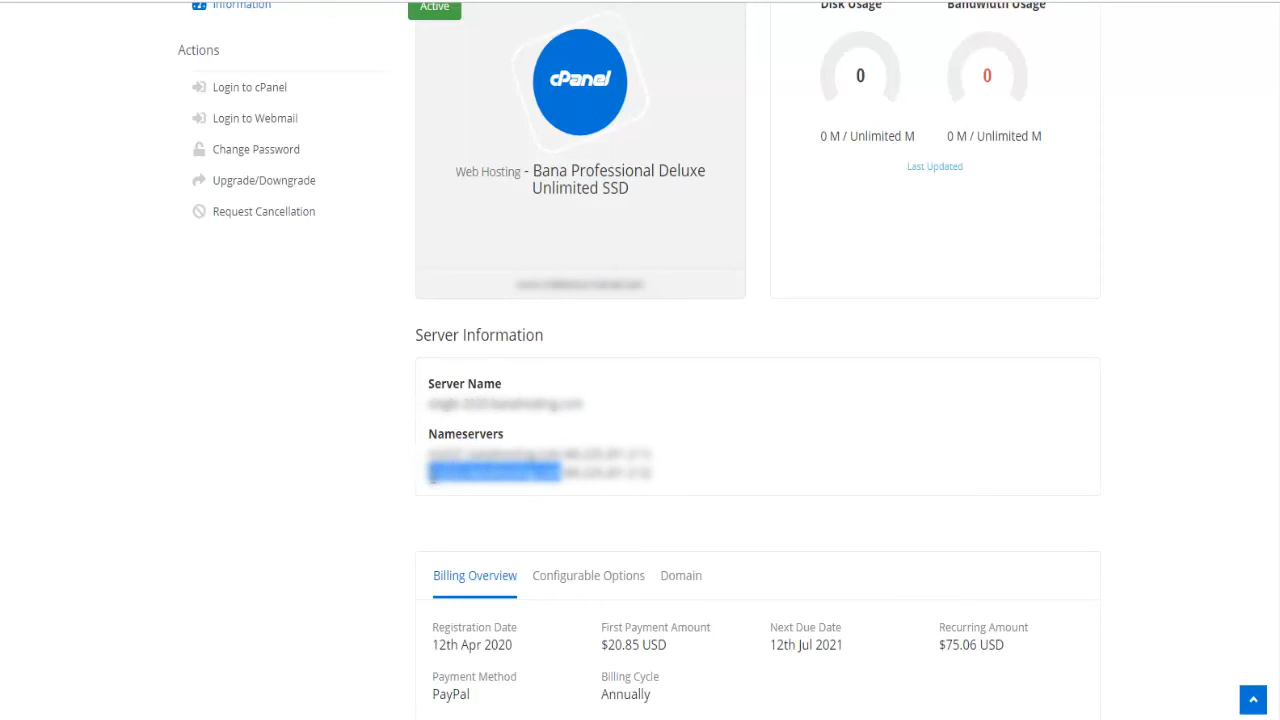 Information
Actions
Login to cPanel
Login to Webmail
Change Password
Upgrade/Downgrade
Request Cancellation
Active
cPanel
Web Hosting - Bana Professional Deluxe
Unlimited SSD
Disk Usage
Bandwidth Usage
0
0
0 M / Unlimited M
0 M / Unlimited M
Last Updated
Server Information
Server Name
Nameservers
Billing Overview
Configurable Options
Domain
Registration Date
First Payment Amount
Next Due Date
Recurring Amount
12th Apr 2020
$20.85 USD
12th Jul 2021
$75.06 USD
Payment Method
Billing Cycle
PayPal
Annually